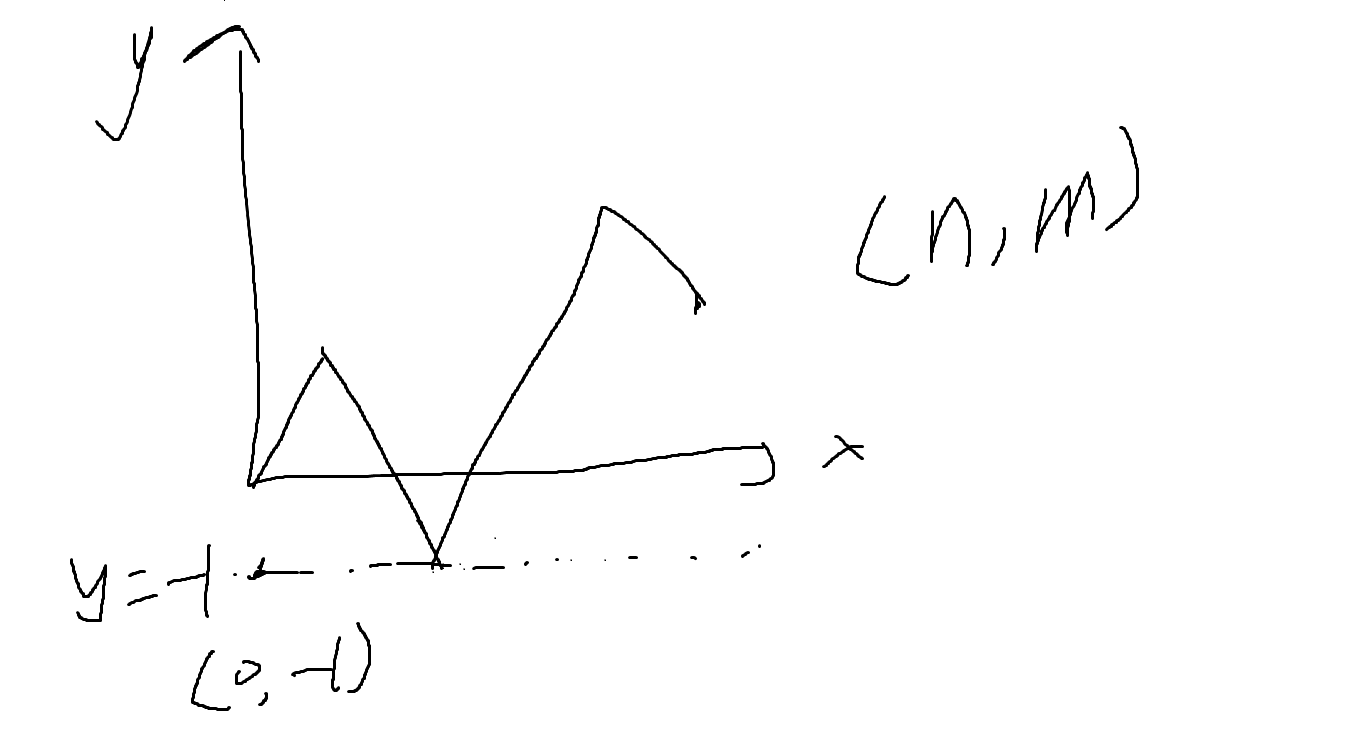 y
(n, m)
x
y=-1
(0, -1)